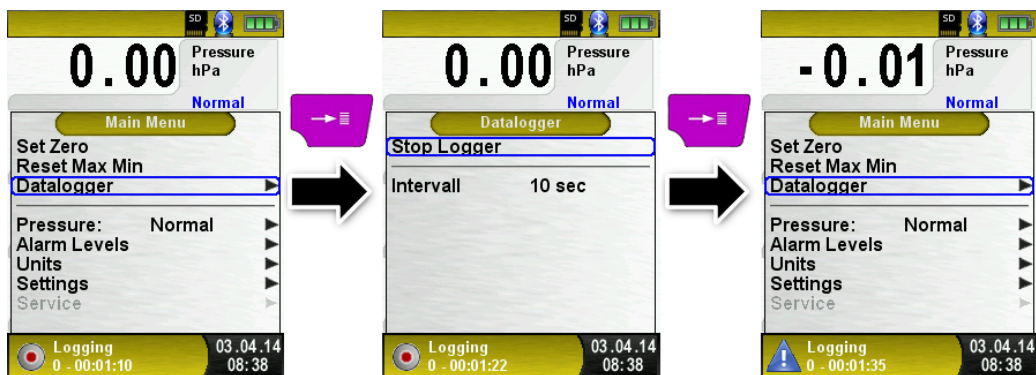 SD
0.00 Pressure
hPa
Normal
Main Menu
Set Zero
Reset Max Min
Datalogger
Pressure: Normal
Alarm Levels
Units
Settings
Service
Logging
0 - 00:01:10
03.04.14
08:38
SD
0.00 Pressure
hPa
Normal
Datalogger
Stop Logger
Intervall 10 sec
Logging
0 - 00:01:22
03.04.14
08:38
SD
-0.01 Pressure
hPa
Normal
Main Menu
Set Zero
Reset Max Min
Datalogger
Pressure: Normal
Alarm Levels
Units
Settings
Service
Logging
0 - 00:01:35
03.04.14
08:38